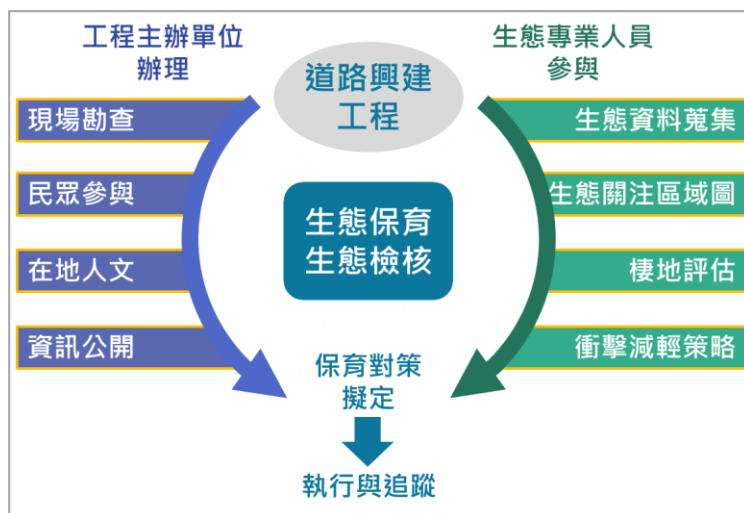 工程主辦單位
辦理
現場勘查
民眾參與
在地人文
資訊公開
道路興建
工程
生態保育
生態檢核
保育對策
擬定
執行與追蹤
生態專業人員
參與
生態資料蒐集
生態關注區域圖
棲地評估
衝擊減輕策略